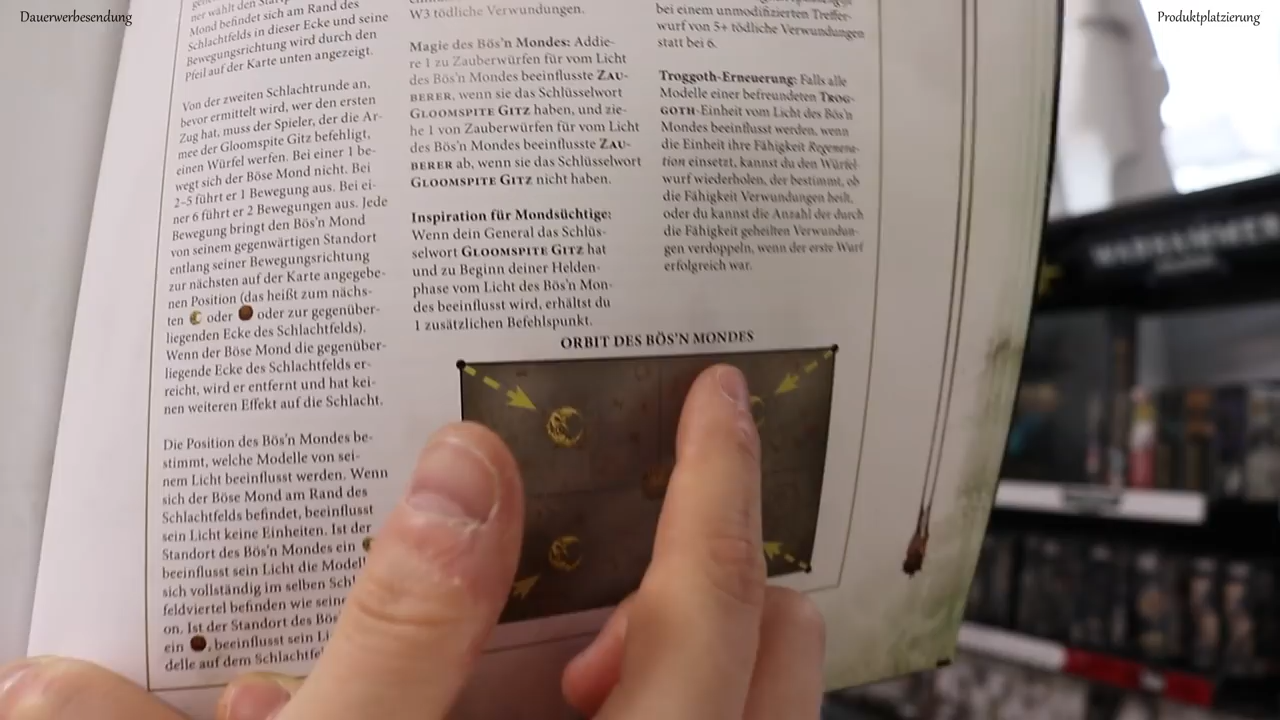 Dauerwerbesendung
Produktplatzierung
ner wählt den
Mond befindet sich am Rand des
Schlachtfelds in dieser Ecke und seine
Bewegungsrichtung wird durch den
Pfeil auf der Karte unten angezeigt.
Von der zweiten Schlachtrunde an,
bevor ermittelt wird, wer den ersten
Zug hat, muss der Spieler, der die Ar-
mee der Gloomspite Gitz befehligt,
einen Würfel werfen. Bei einer 1 be-
wegt sich der Böse Mond nicht. Bei
2–5 führt er 1 Bewegung aus. Bei ei-
ner 6 führt er 2 Bewegungen aus. Jede
Bewegung bringt den Bös'n Mond
von seinem gegenwärtigen Standort
entlang seiner Bewegungsrichtung
zur nächsten auf der Karte angegebe-
nen Position (das heißt zum nächs-
ten oder oder zur gegenüber-
liegenden Ecke des Schlachtfelds).
Wenn der Böse Mond die gegenüber-
liegende Ecke des Schlachtfelds er-
reicht, wird er entfernt und hat kei-
nen weiteren Effekt auf die Schlacht.
Die Position des Bös'n Mondes be-
stimmt, welche Modelle von sei-
nem Licht beeinflusst werden. Wenn
sich der Böse Mond am Rand des
Schlachtfelds befindet, beeinflusst
sein Licht keine Einheiten. Ist der
Standort des Bös'n Mondes ein
beeinflusst sein Licht die Model
sich vollständig im selben Sch
feldviertel befinden wie sein
on. Ist der Standort des Bös
ein , beeinflusst sein Li
delle auf dem Schlachtfe
W3 tödliche Verwundungen.
Magie des Bös'n Mondes: Addie-
re 1 zu Zauberwürfen für vom Licht
des Bös'n Mondes beeinflusste ZAU-
BERER, wenn sie das Schlüsselwort
GLOOMSPITE GITZ haben, und zie-
he 1 von Zauberwürfen für vom Licht
des Bös'n Mondes beeinflusste ZAU-
BERER ab, wenn sie das Schlüsselwort
GLOOMSPITE GITZ nicht haben.
Inspiration für Mondsüchtige:
Wenn dein General das Schlüs-
selwort GLOOMSPITE GITZ hat
und zu Beginn deiner Helden-
phase vom Licht des Bös'n Mon-
des beeinflusst wird, erhältst du
1 zusätzlichen Befehlspunkt.
bei einem unmodifizierten Treffer-
wurf von 5+ tödliche Verwundungen
statt bei 6.
Troggoth-Erneuerung: Falls alle
Modelle einer befreundeten TROG-
GOTH-Einheit vom Licht des Bös'n
Mondes beeinflusst werden, wenn
die Einheit ihre Fähigkeit Regenera-
tion einsetzt, kannst du den Würfel-
wurf wiederholen, der bestimmt, ob
die Fähigkeit Verwundungen heilt,
oder du kannst die Anzahl der durch
die Fähigkeit geheilten Verwundun-
gen verdoppeln, wenn der erste Wurf
erfolgreich war.
ORBIT DES BÖS'N MONDES
WARHAMMER